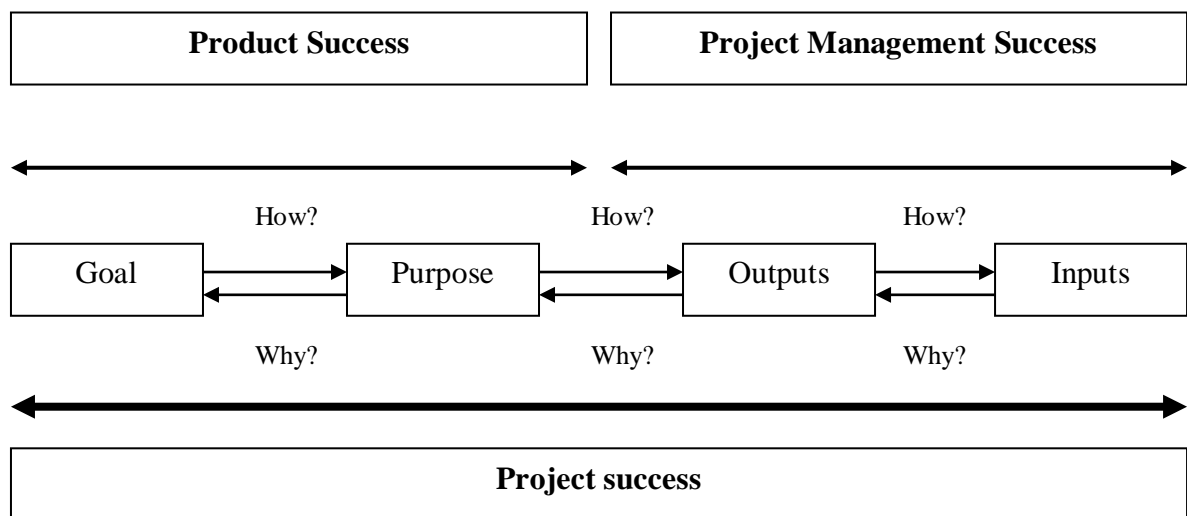 Product Success
Project Management Success
How?
How?
How?
Goal
Purpose
Outputs
Inputs
Why?
Why?
Why?
Project success